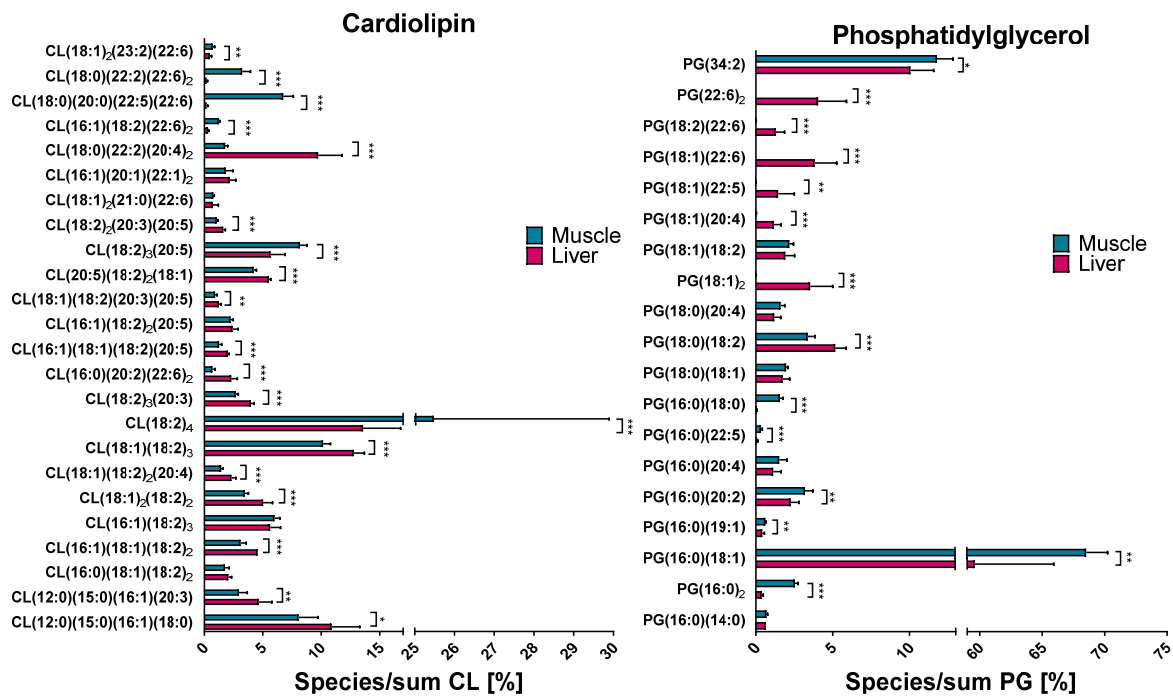 Cardiolipin
CL(18:1)₂(23:2)(22:6)
**
CL(18:0)(22:2)(22:6)₂
***
CL(18:0)(20:0)(22:5)(22:6)
***
CL(16:1)(18:2)(22:6)₂
***
CL(18:0)(22:2)(20:4)₂
***
CL(16:1)(20:1)(22:1)₂
CL(18:1)₂(21:0)(22:6)
CL(18:2)₂(20:3)(20:5)
***
CL(18:2)₃(20:5)
***
CL(20:5)(18:2)₂(18:1)
***
CL(18:1)(18:2)(20:3)(20:5)
**
CL(16:1)(18:2)₂(20:5)
CL(16:1)(18:1)(18:2)(20:5)
***
CL(16:0)(20:2)(22:6)₂
***
CL(18:2)₃(20:3)
***
CL(18:2)₄
***
CL(18:1)(18:2)₃
***
CL(18:1)(18:2)₂(20:4)
***
CL(18:1)₂(18:2)₂
***
CL(16:1)(18:2)₃
CL(16:1)(18:1)(18:2)₂
***
CL(16:0)(18:1)(18:2)₂
CL(12:0)(15:0)(16:1)(20:3)
**
CL(12:0)(15:0)(16:1)(18:0)
*
Muscle
Liver
0 5 10 15 25 26 27 28 29 30
Species/sum CL [%]
Phosphatidylglycerol
PG(34:2)
*
PG(22:6)₂
***
PG(18:2)(22:6)
***
PG(18:1)(22:6)
***
PG(18:1)(22:5)
**
PG(18:1)(20:4)
***
PG(18:1)(18:2)
PG(18:1)₂
***
PG(18:0)(20:4)
PG(18:0)(18:2)
***
PG(18:0)(18:1)
PG(16:0)(18:0)
***
PG(16:0)(22:5)
***
PG(16:0)(20:4)
PG(16:0)(20:2)
**
PG(16:0)(19:1)
**
PG(16:0)(18:1)
**
PG(16:0)₂
***
PG(16:0)(14:0)
Muscle
Liver
0 5 10 60 65 70 75
Species/sum PG [%]